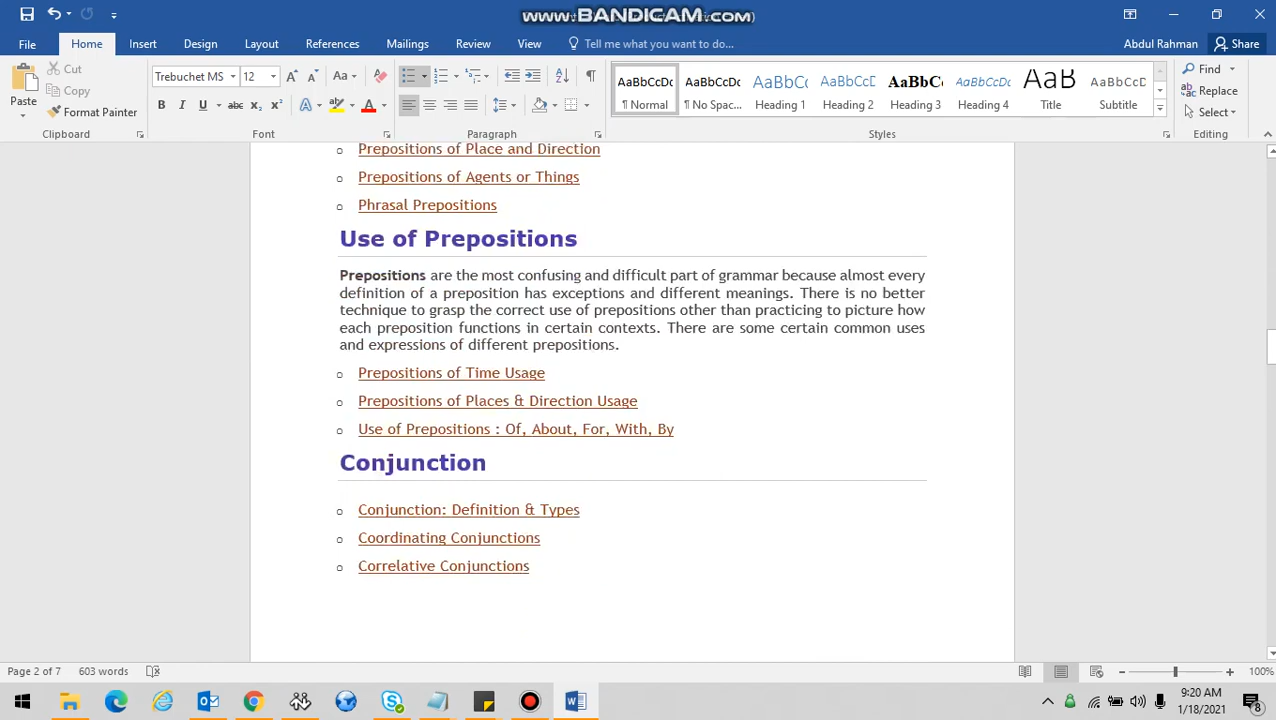 www.BANDICAM.com
File Home Insert Design Layout References Mailings Review View Tell me what you want to do... Abdul Rahman Share
Paste
Cut
Copy
Format Painter
Clipboard
Trebuchet MS 12
Font
Paragraph
AaBbCcDc ¶ Normal
AaBbCcDc ¶ No Spac...
AaBbC Heading 1
AaBbCc Heading 2
AaBbCc Heading 3
AaBbCcD Heading 4
AaB Title
AaBbCcD Subtitle
Styles
Find
Replace
Select
Editing
Prepositions of Place and Direction
Prepositions of Agents or Things
Phrasal Prepositions
Use of Prepositions
Prepositions are the most confusing and difficult part of grammar because almost every
definition of a preposition has exceptions and different meanings. There is no better
technique to grasp the correct use of prepositions other than practicing to picture how
each preposition functions in certain contexts. There are some certain common uses
and expressions of different prepositions.
Prepositions of Time Usage
Prepositions of Places & Direction Usage
Use of Prepositions : Of, About, For, With, By
Conjunction
Conjunction: Definition & Types
Coordinating Conjunctions
Correlative Conjunctions
Page 2 of 7 603 words 100%
9:20 AM
1/18/2021
8